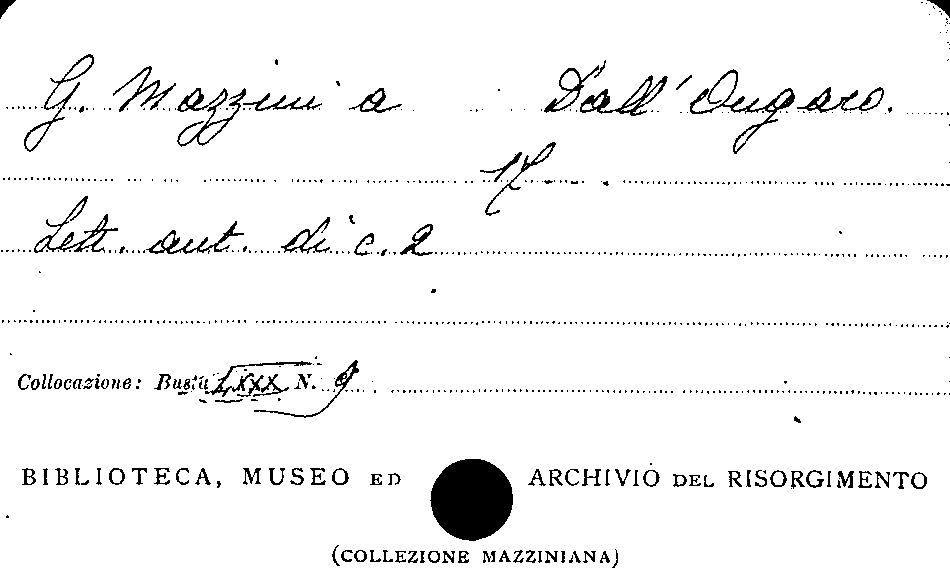 G. Mazzini a Dall'Ongaro.
Lett. aut. di c. 2
Collocazione: Busta LXXX N. 9
BIBLIOTECA, MUSEO ED ARCHIVIO DEL RISORGIMENTO
(COLLEZIONE MAZZINIANA)